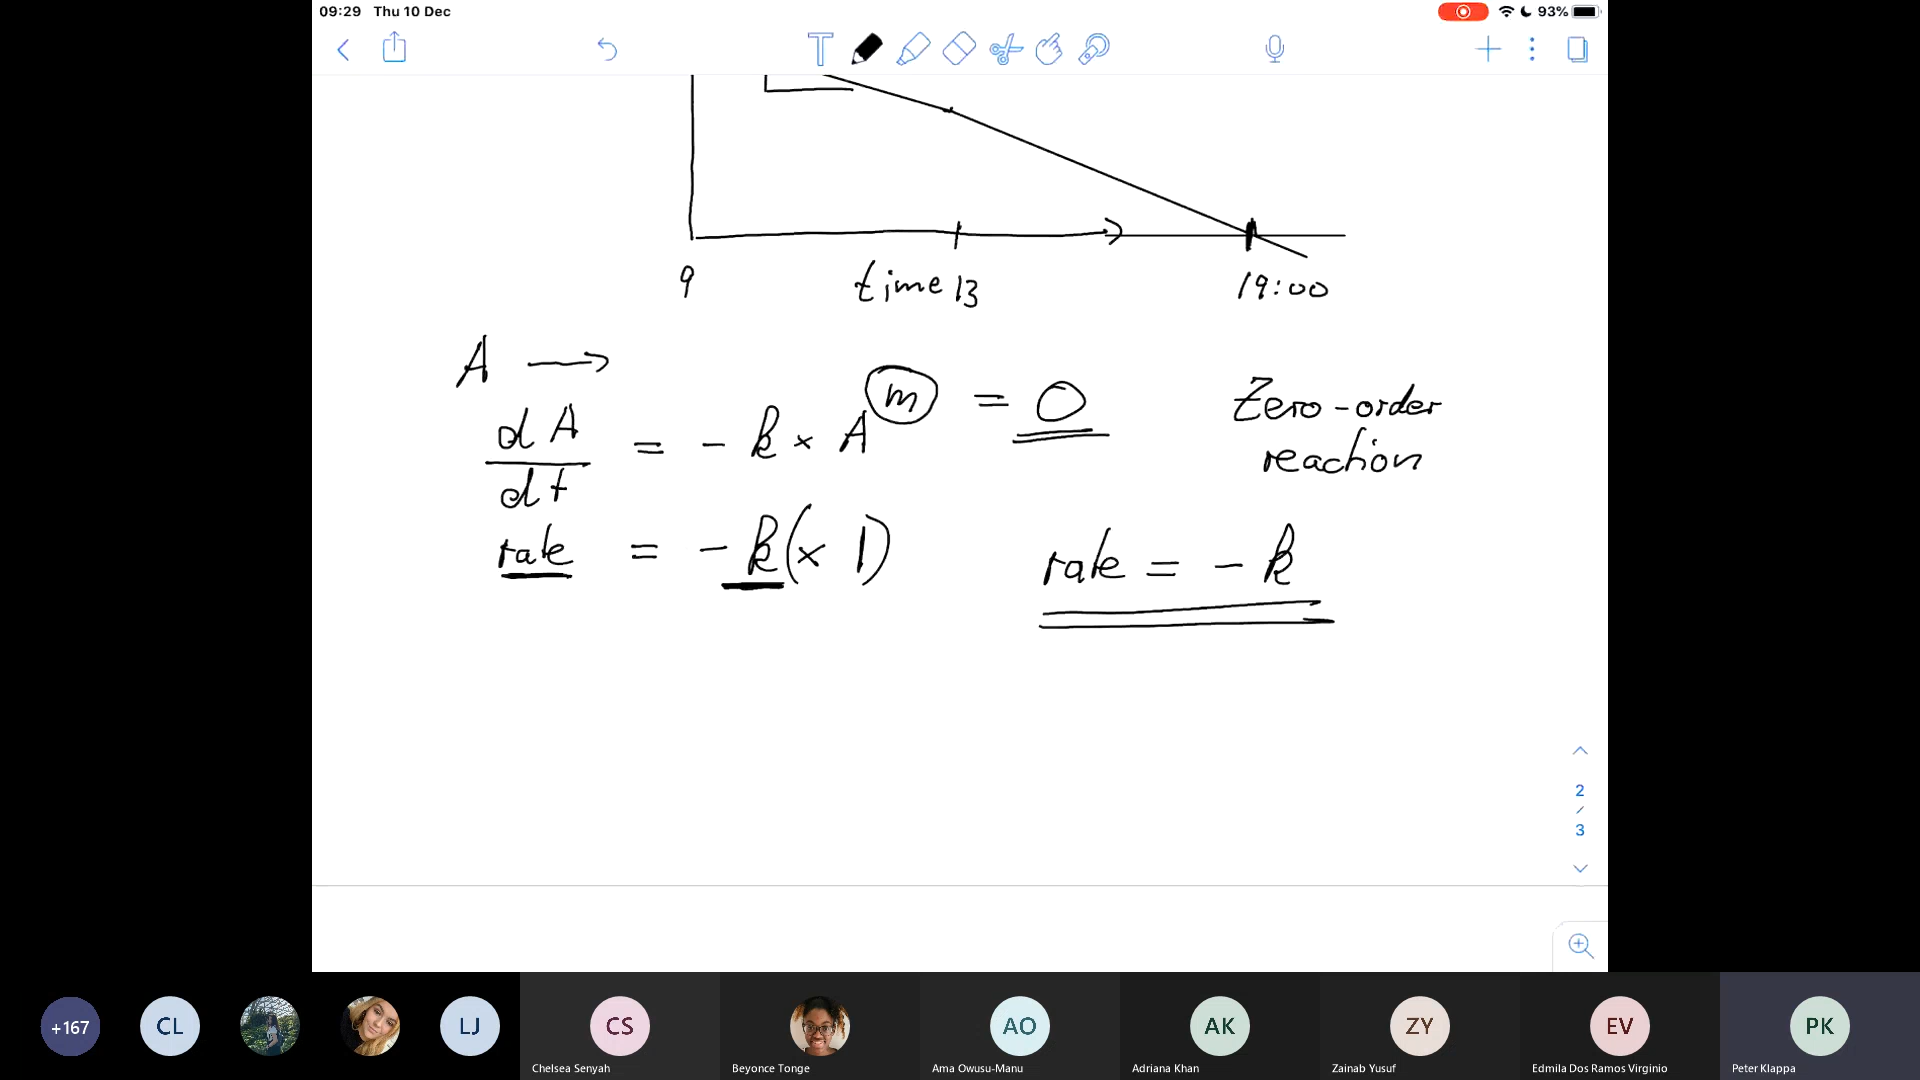 09:29 Thu 10 Dec
93%
T
9
time 13
19:00
A →
dA/dt = - k × A^m = 0
Zero-order
reaction
rate = - k (× 1)
rate = - k
2
/
3
+167
CL
LJ
CS
AO
AK
ZY
EV
PK
Chelsea Senyah
Beyonce Tonge
Ama Owusu-Manu
Adriana Khan
Zainab Yusuf
Edmila Dos Ramos Virginio
Peter Klappa